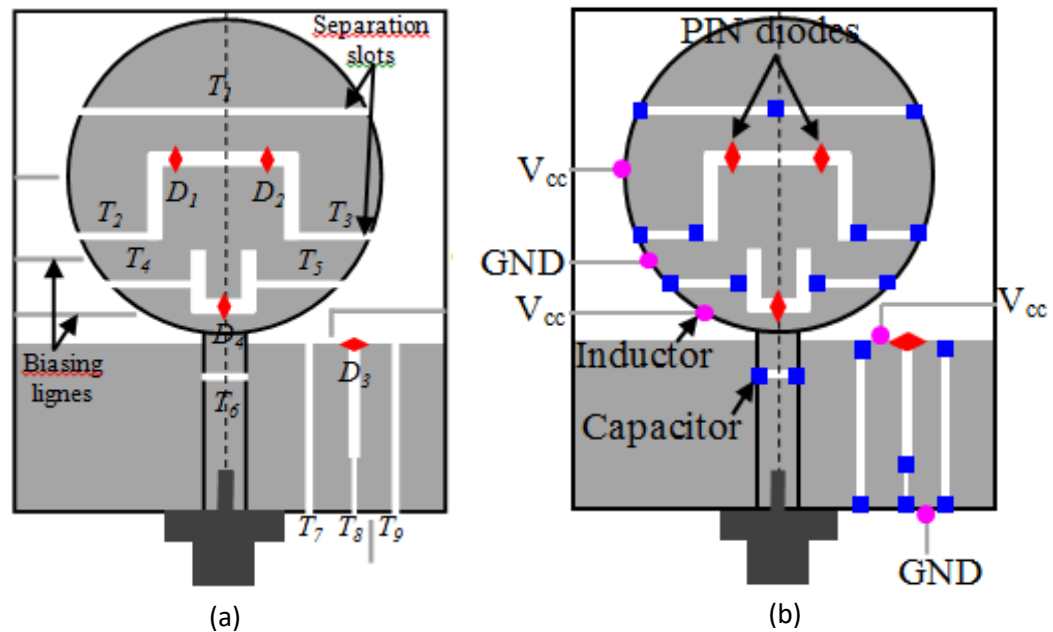 Separation
slots
T1
D1
D2
T2
T3
T4
T5
D4
Biasing
lignes
D3
T6
T7
T8
T9
(a)
PIN diodes
Vcc
GND
Vcc
Vcc
Inductor
Capacitor
GND
(b)